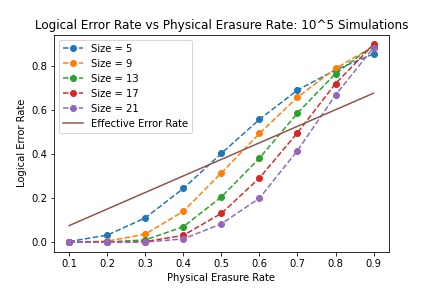 Logical Error Rate vs Physical Erasure Rate: 10^5 Simulations
Size = 5
Size = 9
Size = 13
Size = 17
Size = 21
Effective Error Rate
Logical Error Rate
0.8
0.6
0.4
0.2
0.0
0.1 0.2 0.3 0.4 0.5 0.6 0.7 0.8 0.9
Physical Erasure Rate